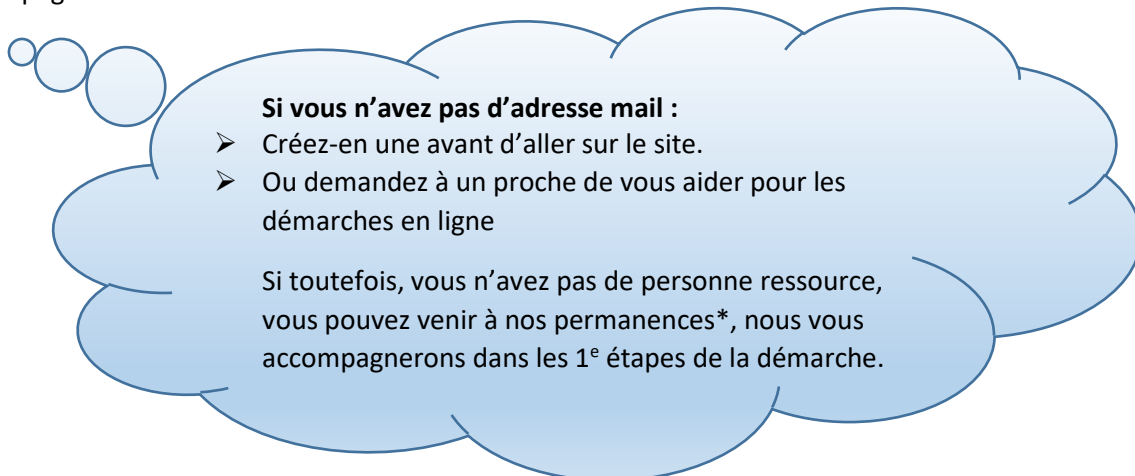 Si vous n’avez pas d’adresse mail :
➢ Créez-en une avant d’aller sur le site.
➢ Ou demandez à un proche de vous aider pour les
démarches en ligne
Si toutefois, vous n’avez pas de personne ressource,
vous pouvez venir à nos permanences*, nous vous
accompagnerons dans les 1e étapes de la démarche.